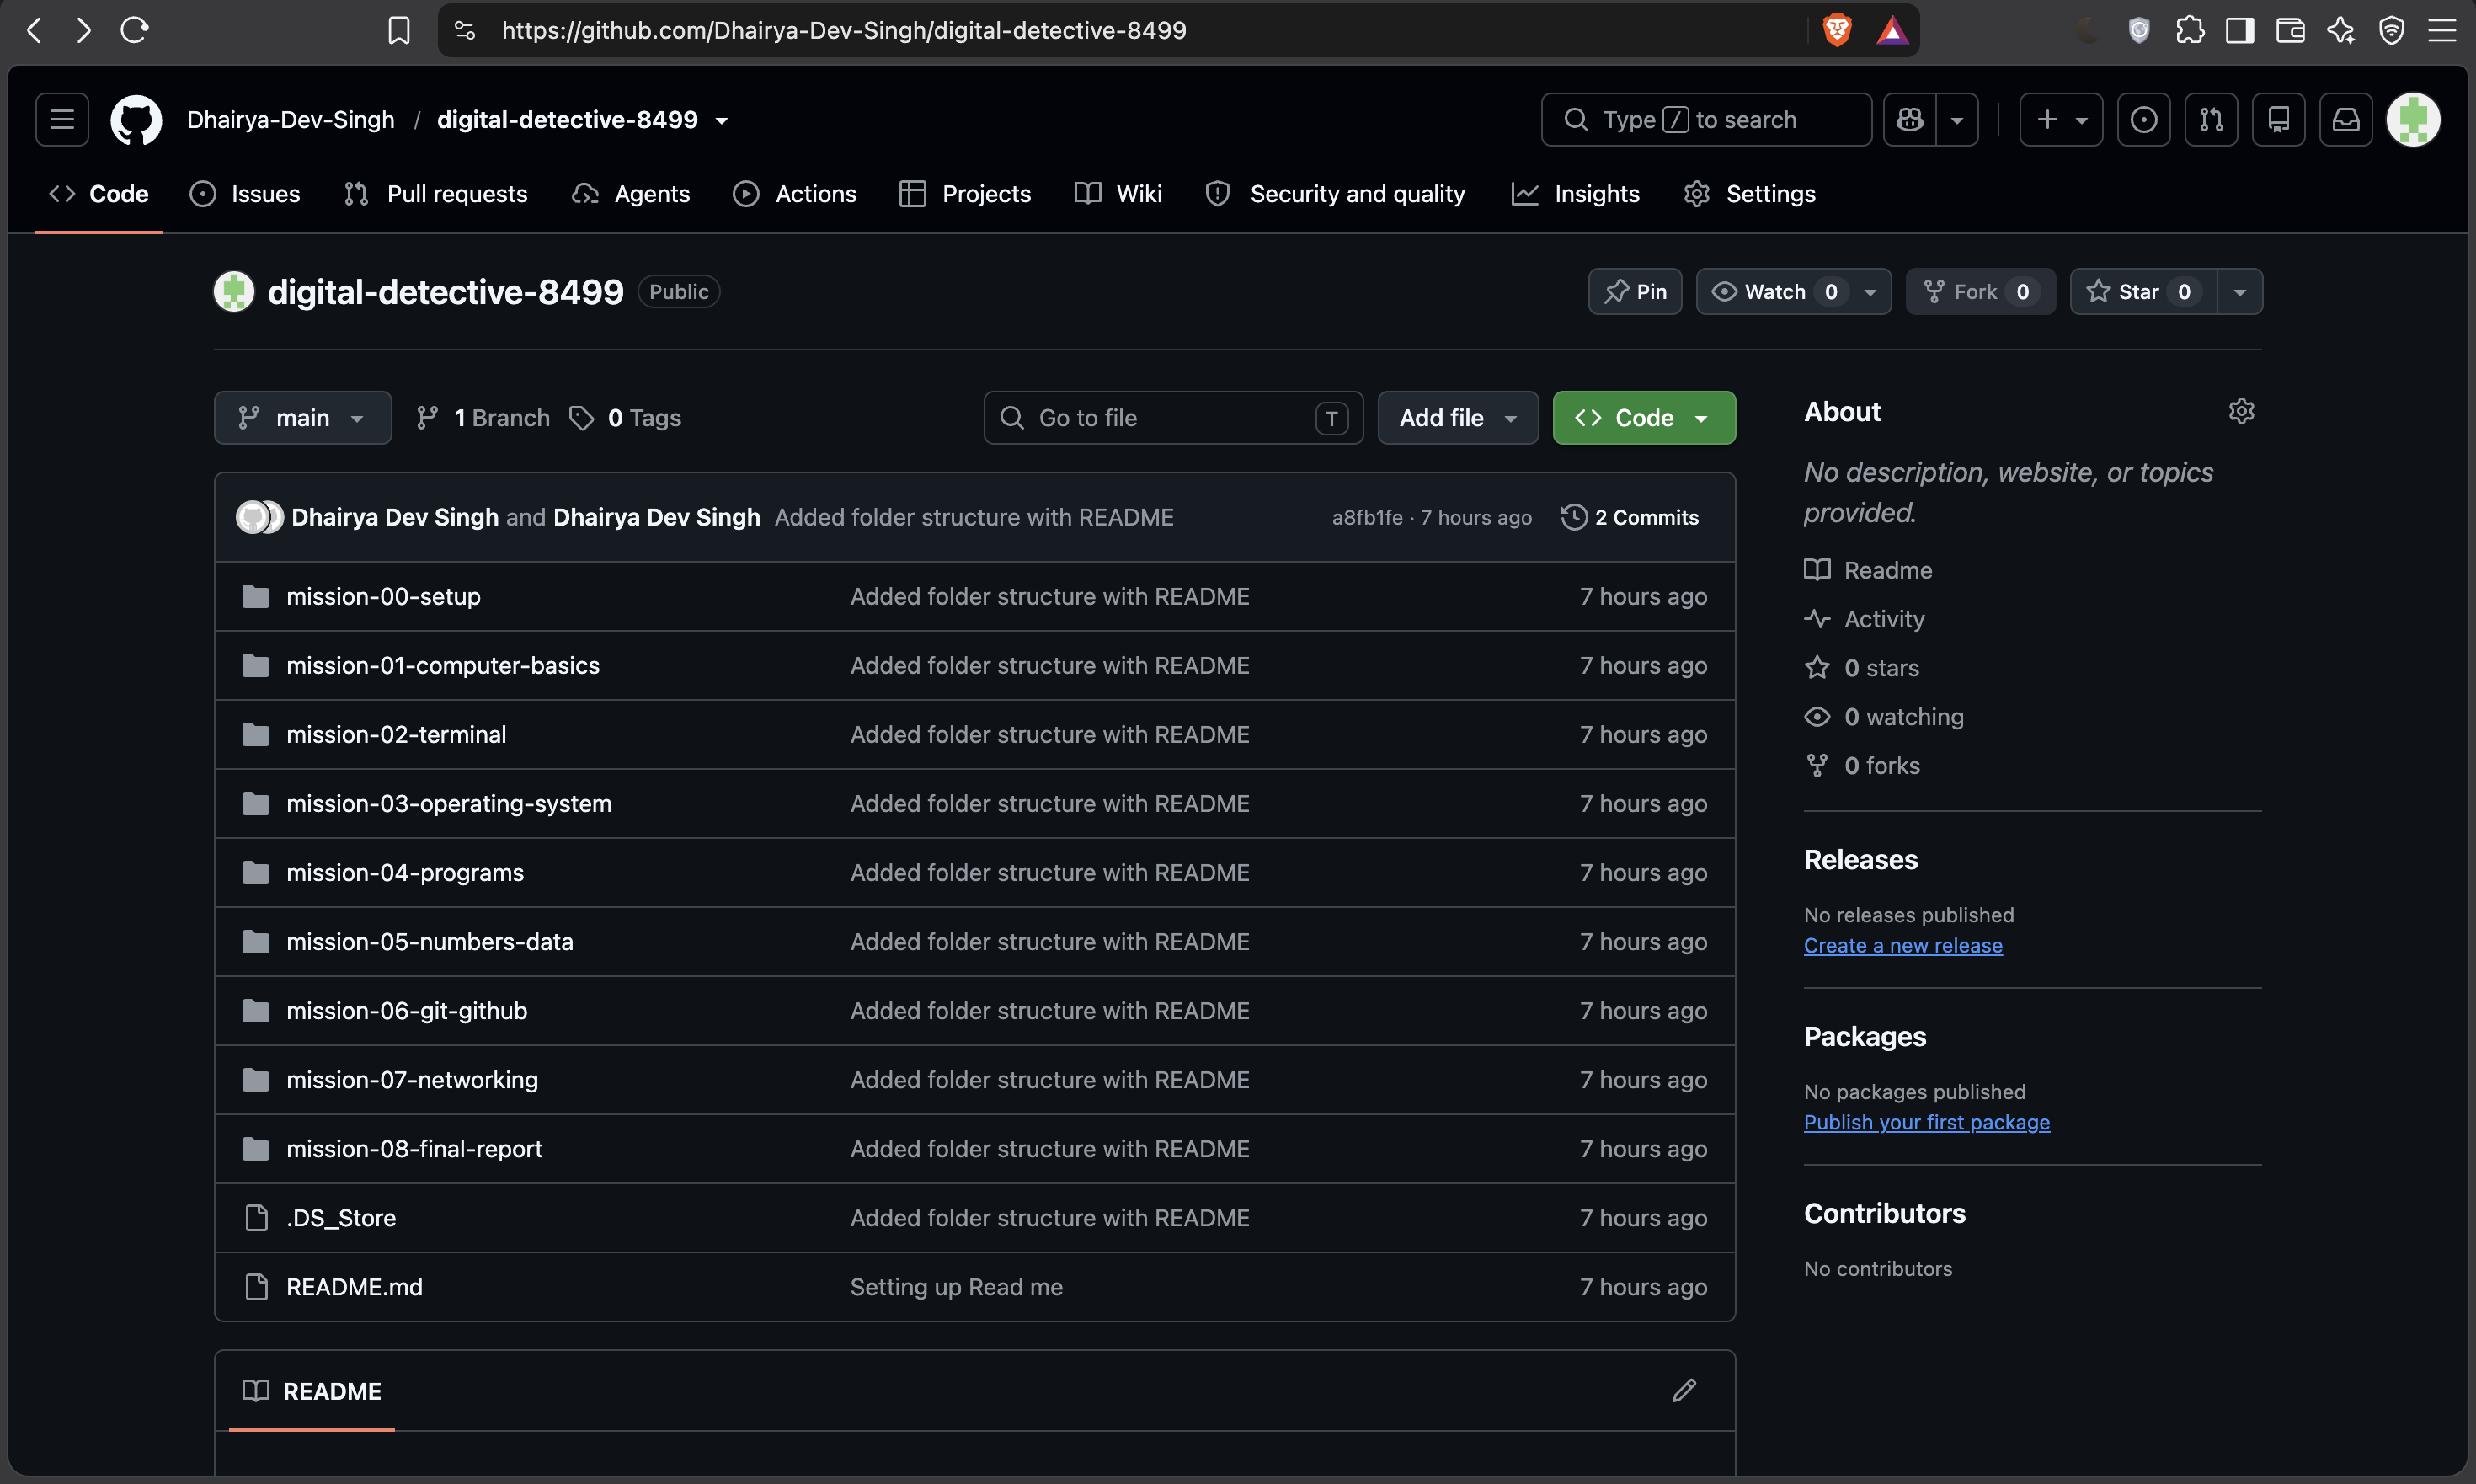 https://github.com/Dhairya-Dev-Singh/digital-detective-8499
Dhairya-Dev-Singh / digital-detective-8499
Type / to search
Code Issues Pull requests Agents Actions Projects Wiki Security and quality Insights Settings
digital-detective-8499 Public
Pin Watch 0 Fork 0 Star 0
main 1 Branch 0 Tags
Go to file T Add file Code
Dhairya Dev Singh and Dhairya Dev Singh Added folder structure with README a8fb1fe · 7 hours ago 2 Commits
mission-00-setup Added folder structure with README 7 hours ago
mission-01-computer-basics Added folder structure with README 7 hours ago
mission-02-terminal Added folder structure with README 7 hours ago
mission-03-operating-system Added folder structure with README 7 hours ago
mission-04-programs Added folder structure with README 7 hours ago
mission-05-numbers-data Added folder structure with README 7 hours ago
mission-06-git-github Added folder structure with README 7 hours ago
mission-07-networking Added folder structure with README 7 hours ago
mission-08-final-report Added folder structure with README 7 hours ago
.DS_Store Added folder structure with README 7 hours ago
README.md Setting up Read me 7 hours ago
README
About
No description, website, or topics
provided.
Readme
Activity
0 stars
0 watching
0 forks
Releases
No releases published
Create a new release
Packages
No packages published
Publish your first package
Contributors
No contributors